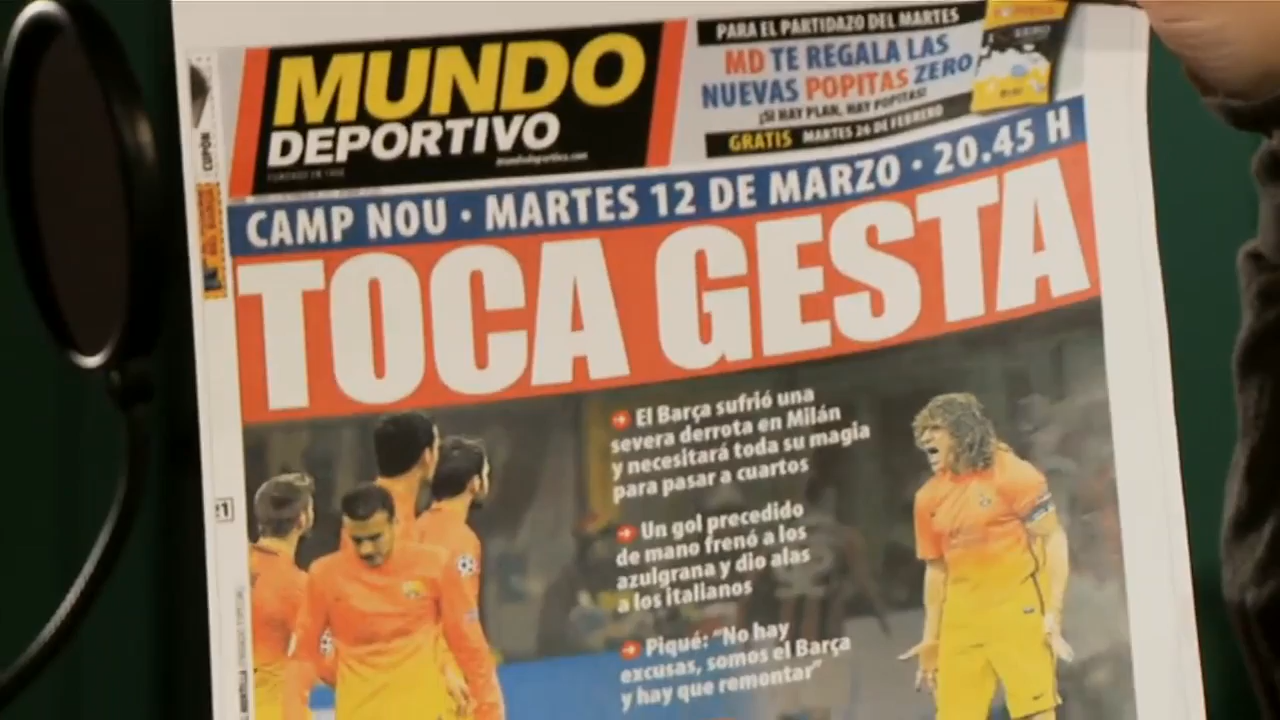 MUNDO
DEPORTIVO
mundodeportivo.com
PARA EL PARTIDAZO DEL MARTES
MD TE REGALA LAS
NUEVAS POPITAS ZERO
¡SI HAY PLAN, HAY POPITAS!
GRATIS MARTES 26 DE FEBRERO
CUPÓN
CAMP NOU · MARTES 12 DE MARZO · 20.45 H
TOCA GESTA
El Barça sufrió una
severa derrota en Milán
y necesitará toda su magia
para pasar a cuartos
Un gol precedido
de mano frenó a los
azulgrana y dio alas
a los italianos
Piqué: “No hay
excusas, somos el Barça
y hay que remontar”